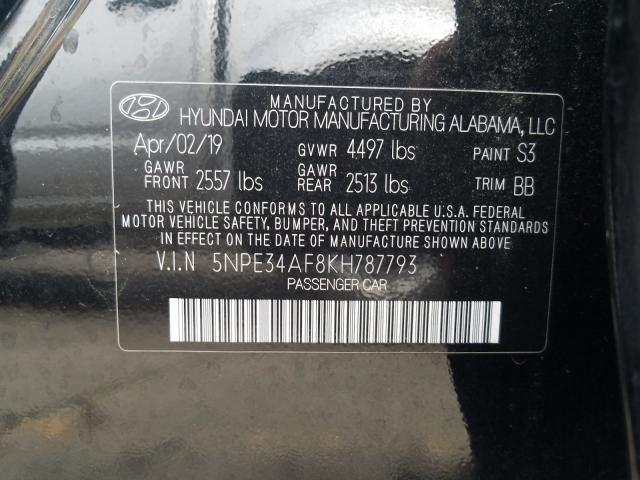 MANUFACTURED BY
HYUNDAI MOTOR MANUFACTURING ALABAMA, LLC
Apr/02/19 GVWR 4497 lbs PAINT S3
GAWR FRONT 2557 lbs GAWR REAR 2513 lbs TRIM BB
THIS VEHICLE CONFORMS TO ALL APPLICABLE U.S.A. FEDERAL
MOTOR VEHICLE SAFETY, BUMPER, AND THEFT PREVENTION STANDARDS
IN EFFECT ON THE DATE OF MANUFACTURE SHOWN ABOVE
V.I.N 5NPE34AF8KH787793
PASSENGER CAR